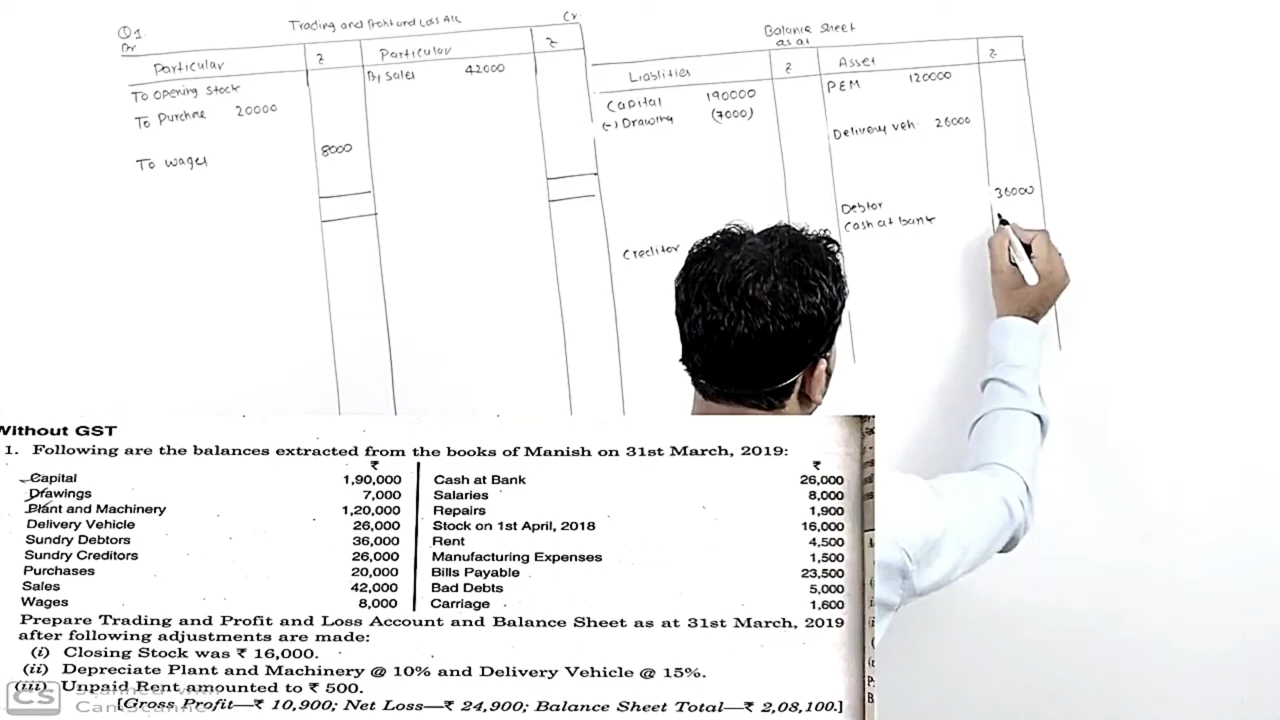 Q1.
Trading and Profit and Loss A/c
Dr
Cr.
Particular ₹ Particular ₹
To Opening Stock
By Sales 42000
To Purchase 20000
To wages 8000
Balance Sheet
as at
Liablities ₹ Asset ₹
Capital 190000
(-) Drawing (7000)
Creditor
P&M 120000
Delivery veh. 26000
Debtor 36000
Cash at bank
Without GST
1. Following are the balances extracted from the books of Manish on 31st March, 2019:
₹ ₹
Capital 1,90,000 Cash at Bank 26,000
Drawings 7,000 Salaries 8,000
Plant and Machinery 1,20,000 Repairs 1,900
Delivery Vehicle 26,000 Stock on 1st April, 2018 16,000
Sundry Debtors 36,000 Rent 4,500
Sundry Creditors 26,000 Manufacturing Expenses 1,500
Purchases 20,000 Bills Payable 23,500
Sales 42,000 Bad Debts 5,000
Wages 8,000 Carriage 1,600
Prepare Trading and Profit and Loss Account and Balance Sheet as at 31st March, 2019
after following adjustments are made:
(i) Closing Stock was ₹ 16,000.
(ii) Depreciate Plant and Machinery @ 10% and Delivery Vehicle @ 15%.
(iii) Unpaid Rent amounted to ₹ 500.
[Gross Profit—₹ 10,900; Net Loss—₹ 24,900; Balance Sheet Total—₹ 2,08,100.]
CS